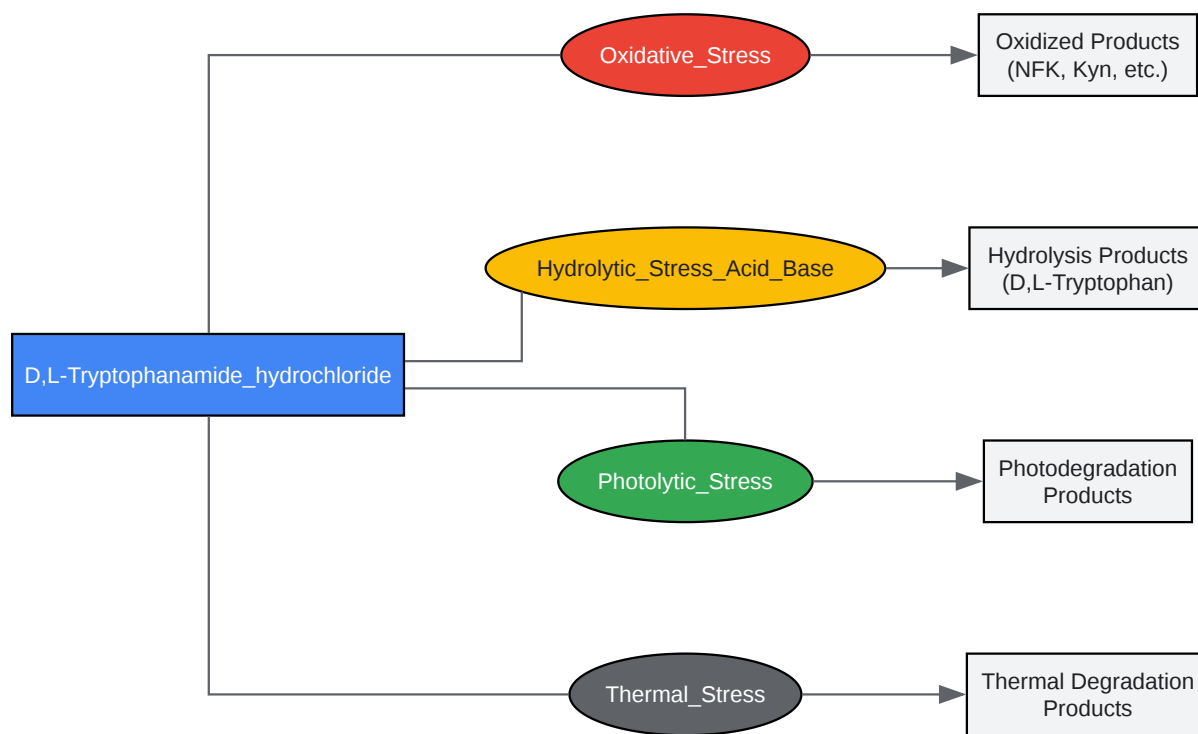 Oxidative_Stress
Oxidized Products
(NFK, Kyn, etc.)
Hydrolytic_Stress_Acid_Base
Hydrolysis Products
(D,L-Tryptophan)
D,L-Tryptophanamide_hydrochloride
Photolytic_Stress
Photodegradation
Products
Thermal_Stress
Thermal Degradation
Products